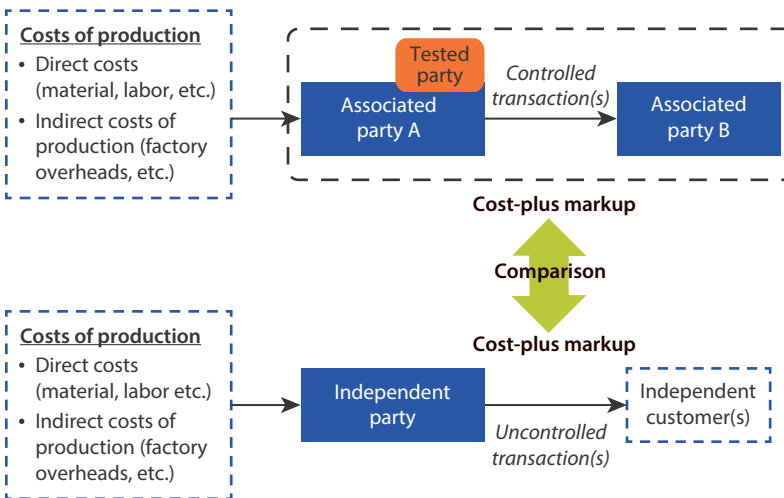 Costs of production
• Direct costs
(material, labor, etc.)
• Indirect costs of
production (factory
overheads, etc.)
Tested
party
Associated
party A
Controlled
transaction(s)
Associated
party B
Cost-plus markup
Comparison
Cost-plus markup
Costs of production
• Direct costs
(material, labor etc.)
• Indirect costs of
production (factory
overheads, etc.)
Independent
party
Uncontrolled
transaction(s)
Independent
customer(s)